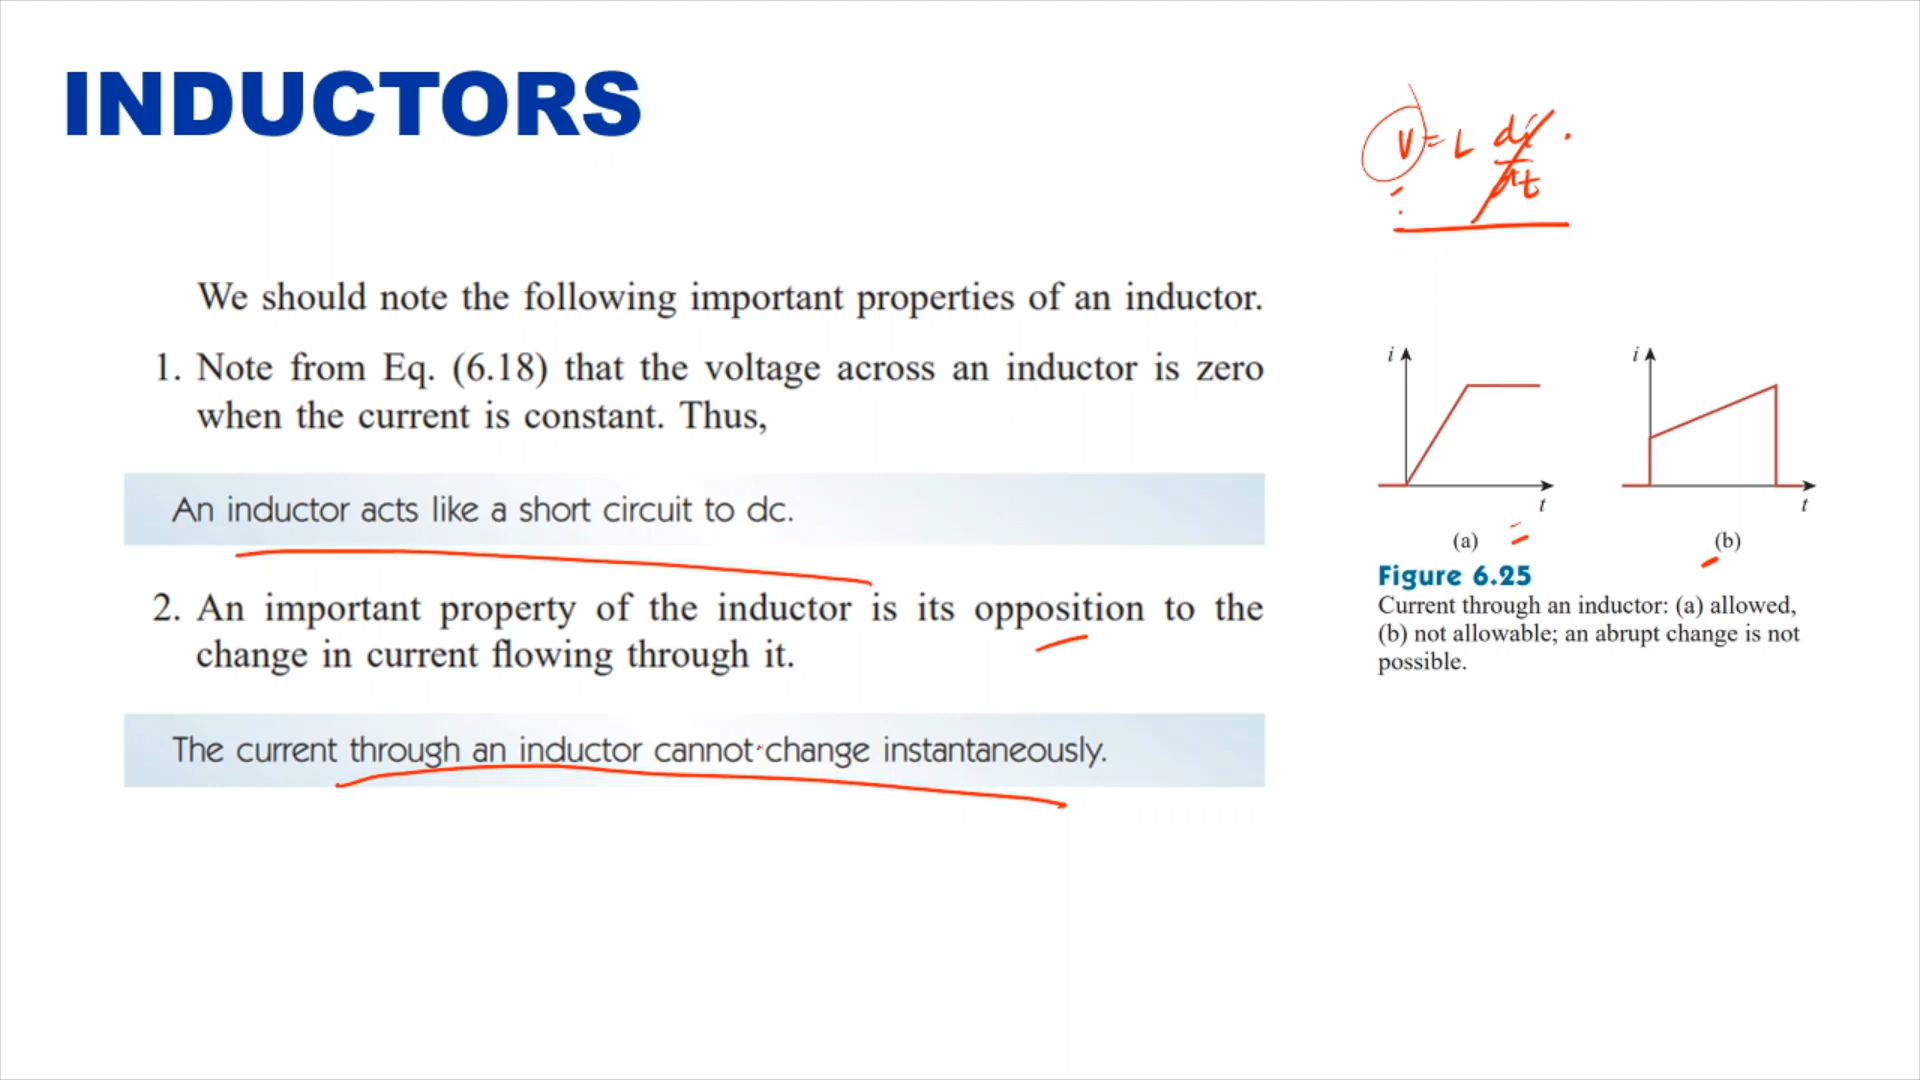 INDUCTORS
V = L di/dt
We should note the following important properties of an inductor.
1. Note from Eq. (6.18) that the voltage across an inductor is zero
when the current is constant. Thus,
An inductor acts like a short circuit to dc.
2. An important property of the inductor is its opposition to the
change in current flowing through it.
The current through an inductor cannot change instantaneously.
i
t
(a)
i
t
(b)
Figure 6.25
Current through an inductor: (a) allowed,
(b) not allowable; an abrupt change is not
possible.